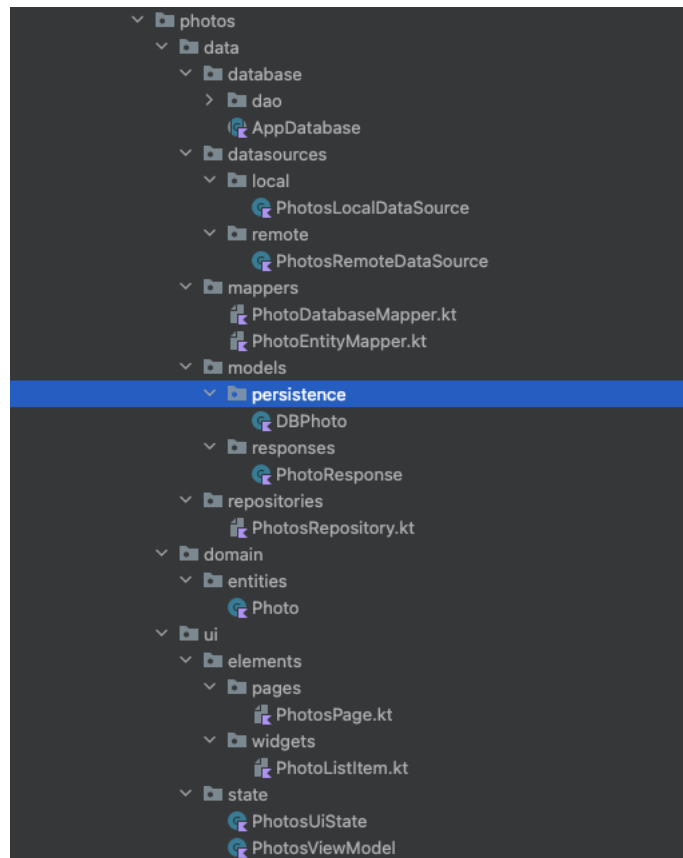 photos
data
database
dao
AppDatabase
datasources
local
PhotosLocalDataSource
remote
PhotosRemoteDataSource
mappers
PhotoDatabaseMapper.kt
PhotoEntityMapper.kt
models
persistence
DBPhoto
responses
PhotoResponse
repositories
PhotosRepository.kt
domain
entities
Photo
ui
elements
pages
PhotosPage.kt
widgets
PhotoListItem.kt
state
PhotosUiState
PhotosViewModel